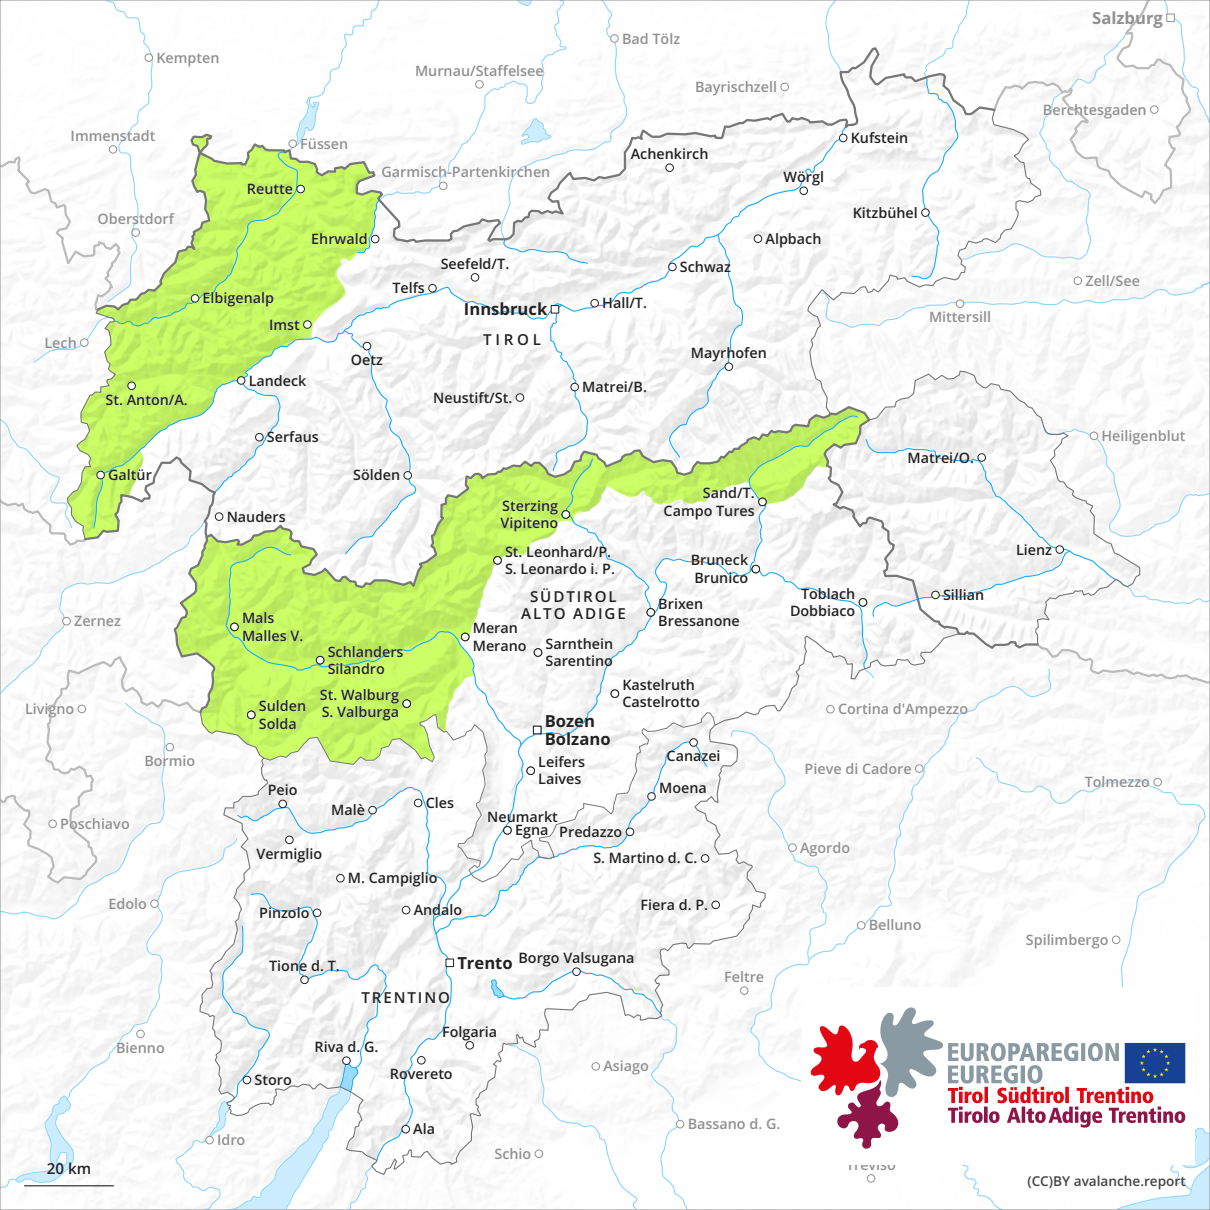 Salzburg
Bad Tölz
Kempten
Murnau/Staffelsee
Bayrischzell
Berchtesgaden
Immenstadt
Füssen
Kufstein
Achenkirch
Garmisch-Partenkirchen
Wörgl
Reutte
Oberstdorf
Kitzbühel
Ehrwald
Alpbach
Seefeld/T.
Schwaz
Zell/See
Telfs
Elbigenalp
Hall/T.
Innsbruck
Mittersill
Imst
TIROL
Lech
Oetz
Mayrhofen
Landeck
Matrei/B.
St. Anton/A.
Neustift/St.
Serfaus
Heiligenblut
Matrei/O.
Galtür
Sölden
Sand/T.
Campo Tures
Sterzing
Vipiteno
Nauders
Lienz
St. Leonhard/P.
S. Leonardo i. P.
Bruneck
Brunico
SÜDTIROL
ALTO ADIGE
Toblach
Dobbiaco
Sillian
Brixen
Bressanone
Mals
Malles V.
Zernez
Meran
Merano
Sarnthein
Sarentino
Schlanders
Silandro
Kastelruth
Castelrotto
St. Walburg
S. Valburga
Sulden
Solda
Livigno
Cortina d'Ampezzo
Bozen
Bolzano
Bormio
Canazei
Leifers
Laives
Pieve di Cadore
Tolmezzo
Peio
Moena
Malè
Cles
Neumarkt
Egna
Predazzo
Poschiavo
Vermiglio
Agordo
S. Martino d. C.
M. Campiglio
Edolo
Pinzolo
Andalo
Fiera d. P.
Belluno
Spilimbergo
Trento
Borgo Valsugana
Tione d. T.
Feltre
TRENTINO
Folgaria
Bienno
Riva d. G.
Rovereto
Asiago
Storo
EUROPAREGION
EUREGIO
Tirol Südtirol Trentino
Tirolo Alto Adige Trentino
Bassano d. G.
Ala
Idro
Schio
Treviso
20 km
(CC)BY avalanche.report